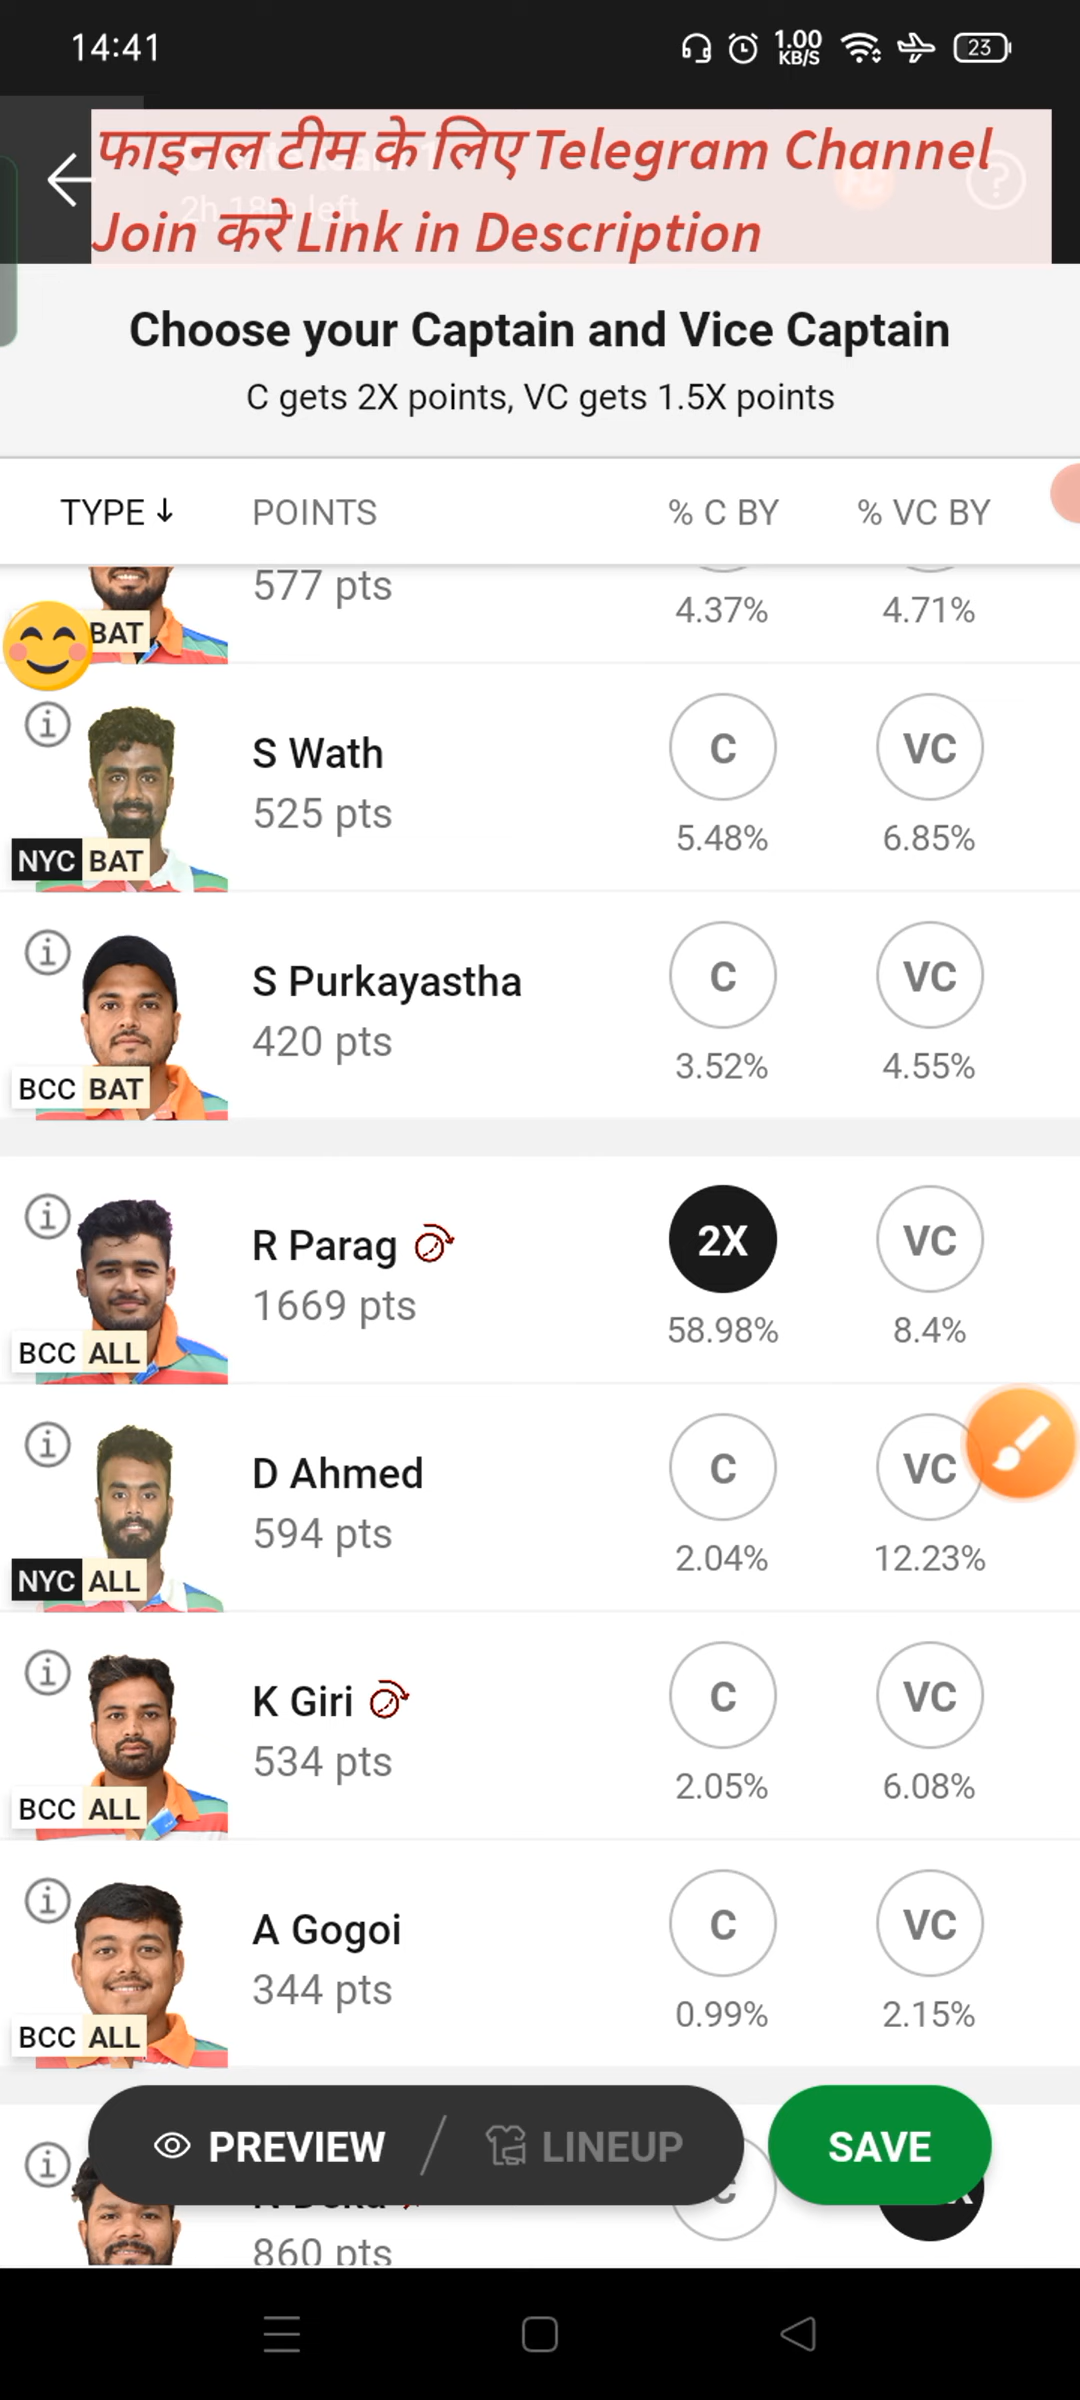 14:41
1.00
KB/S
23
फाइनल टीम के लिए Telegram Channel
2h 18m left
Join करे Link in Description
?
Choose your Captain and Vice Captain
C gets 2X points, VC gets 1.5X points
TYPE ↓ POINTS % C BY % VC BY
577 pts
4.37% 4.71%
BAT
S Wath C VC
525 pts
5.48% 6.85%
NYC BAT
S Purkayastha C VC
420 pts
3.52% 4.55%
BCC BAT
R Parag 2X VC
1669 pts
58.98% 8.4%
BCC ALL
D Ahmed C VC
594 pts
2.04% 12.23%
NYC ALL
K Giri C VC
534 pts
2.05% 6.08%
BCC ALL
A Gogoi C VC
344 pts
0.99% 2.15%
BCC ALL
PREVIEW / LINEUP SAVE
C
860 pts